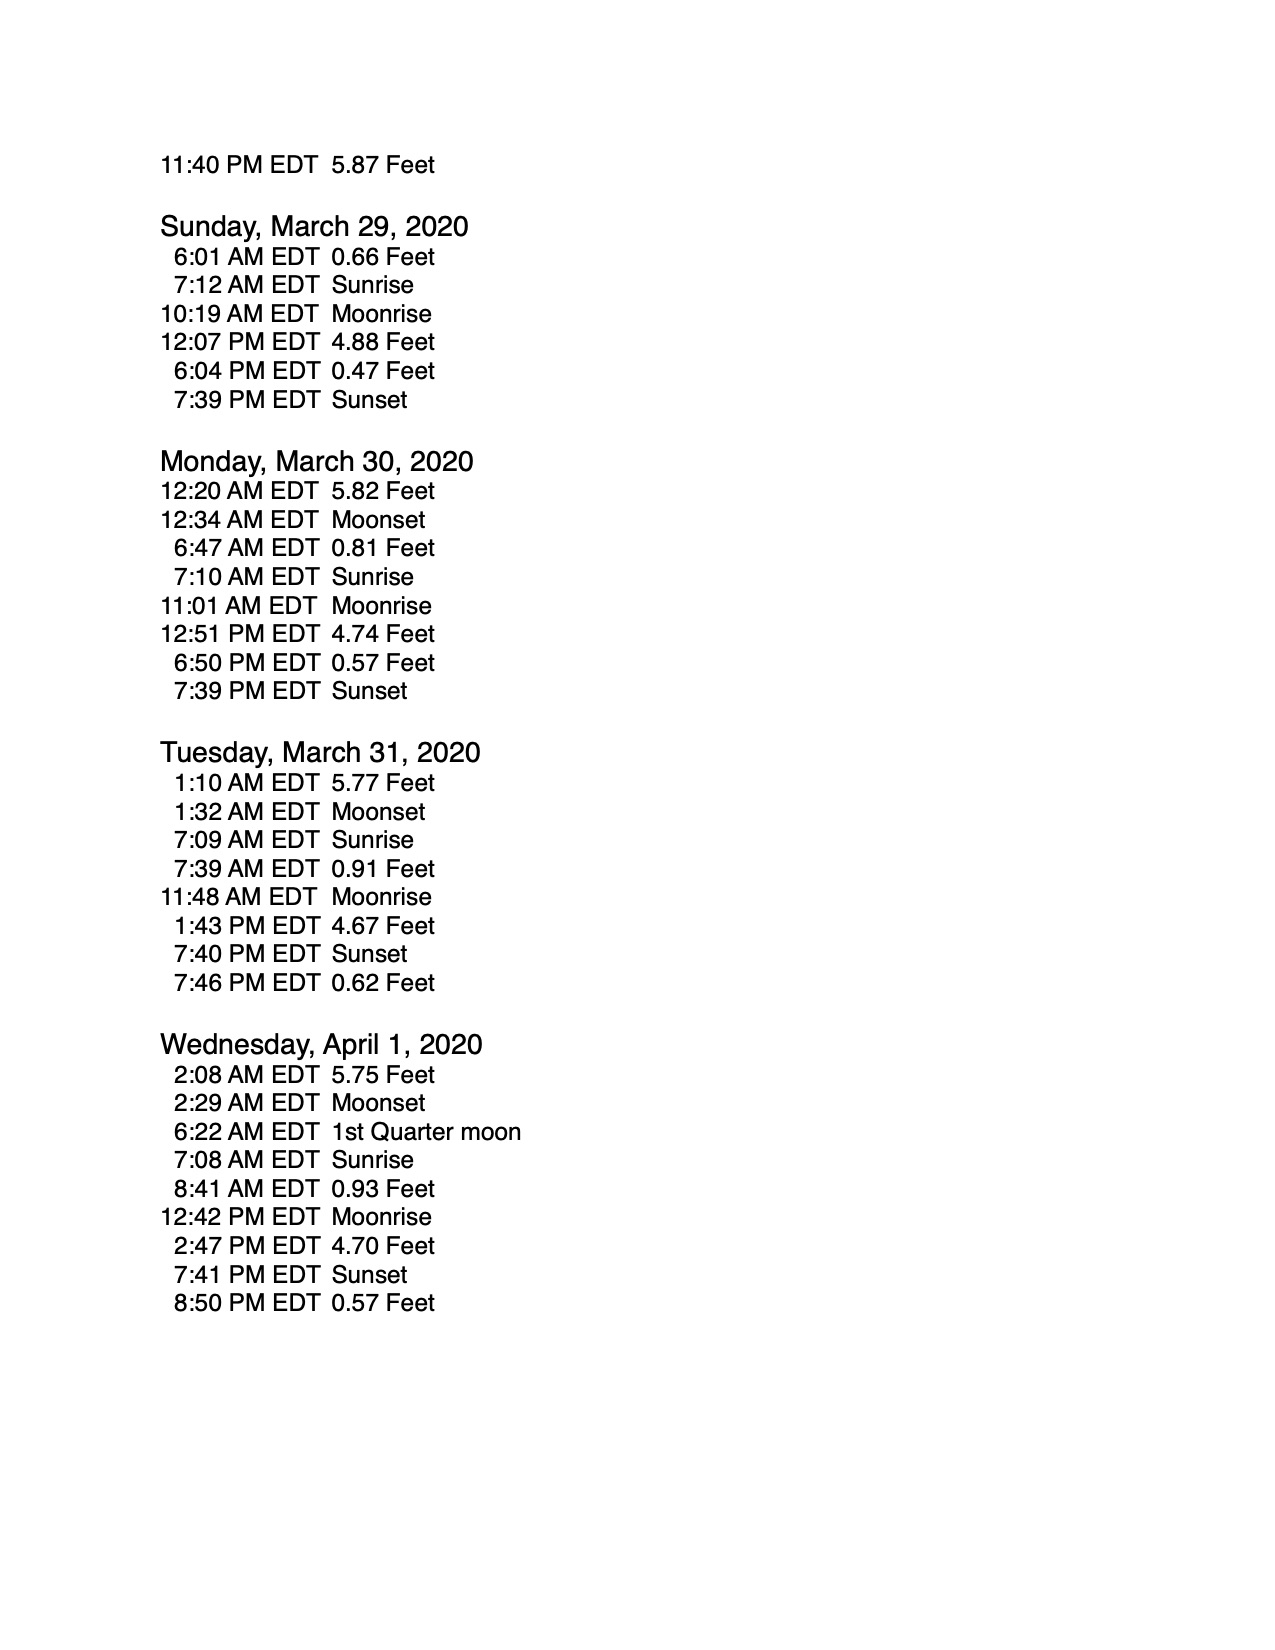 11:40 PM EDT 5.87 Feet
Sunday, March 29, 2020
6:01 AM EDT 0.66 Feet
7:12 AM EDT Sunrise
10:19 AM EDT Moonrise
12:07 PM EDT 4.88 Feet
6:04 PM EDT 0.47 Feet
7:39 PM EDT Sunset
Monday, March 30, 2020
12:20 AM EDT 5.82 Feet
12:34 AM EDT Moonset
6:47 AM EDT 0.81 Feet
7:10 AM EDT Sunrise
11:01 AM EDT Moonrise
12:51 PM EDT 4.74 Feet
6:50 PM EDT 0.57 Feet
7:39 PM EDT Sunset
Tuesday, March 31, 2020
1:10 AM EDT 5.77 Feet
1:32 AM EDT Moonset
7:09 AM EDT Sunrise
7:39 AM EDT 0.91 Feet
11:48 AM EDT Moonrise
1:43 PM EDT 4.67 Feet
7:40 PM EDT Sunset
7:46 PM EDT 0.62 Feet
Wednesday, April 1, 2020
2:08 AM EDT 5.75 Feet
2:29 AM EDT Moonset
6:22 AM EDT 1st Quarter moon
7:08 AM EDT Sunrise
8:41 AM EDT 0.93 Feet
12:42 PM EDT Moonrise
2:47 PM EDT 4.70 Feet
7:41 PM EDT Sunset
8:50 PM EDT 0.57 Feet